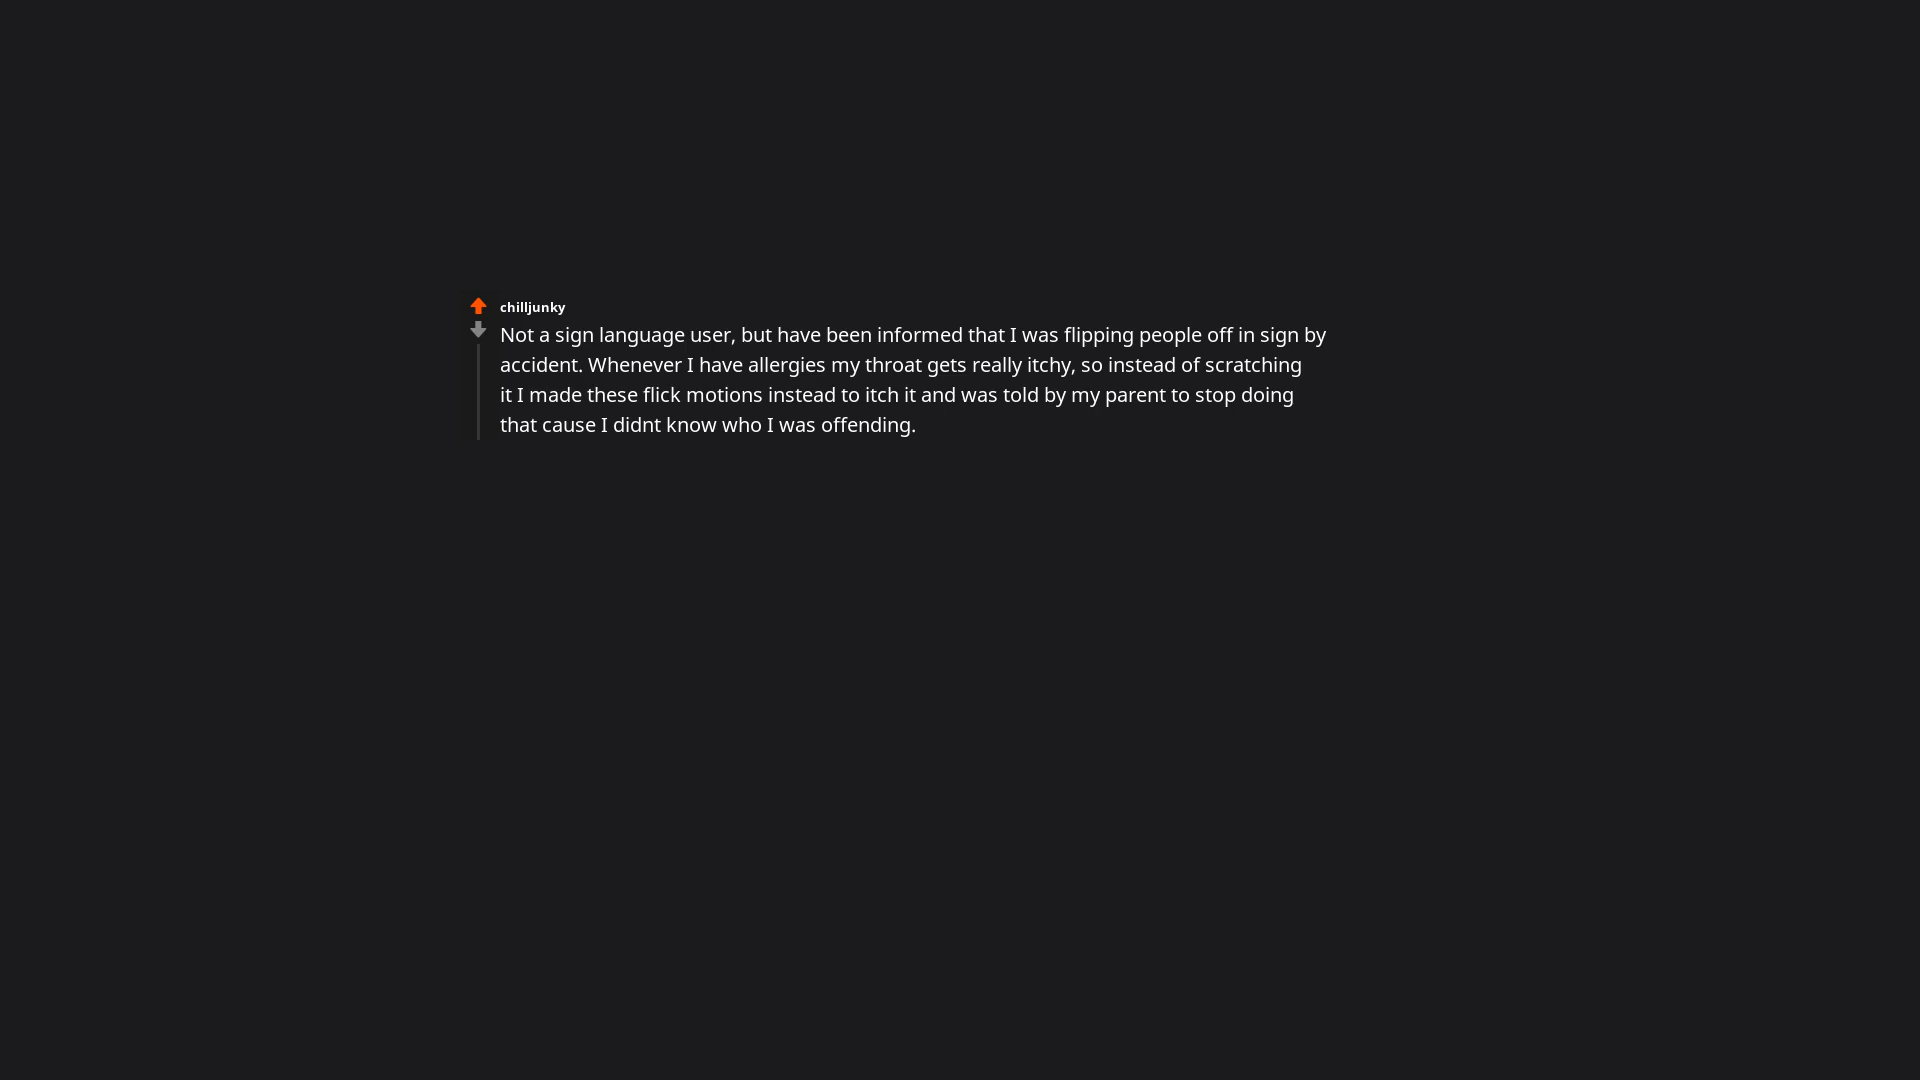 chilljunky
Not a sign language user, but have been informed that I was flipping people off in sign by
accident. Whenever I have allergies my throat gets really itchy, so instead of scratching
it I made these flick motions instead to itch it and was told by my parent to stop doing
that cause I didnt know who I was offending.